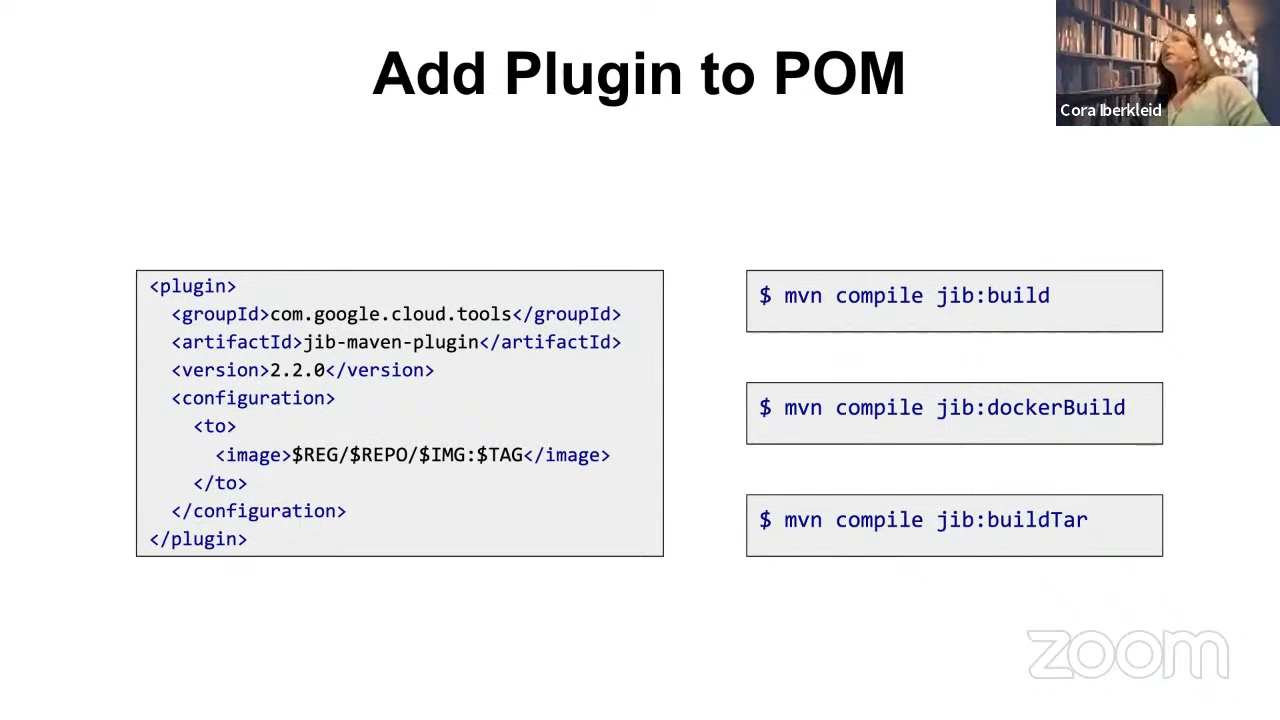 Add Plugin to POM
Cora Iberkleid
<plugin>
  <groupId>com.google.cloud.tools</groupId>
  <artifactId>jib-maven-plugin</artifactId>
  <version>2.2.0</version>
  <configuration>
    <to>
      <image>$REG/$REPO/$IMG:$TAG</image>
    </to>
  </configuration>
</plugin>
$ mvn compile jib:build
$ mvn compile jib:dockerBuild
$ mvn compile jib:buildTar
zoom